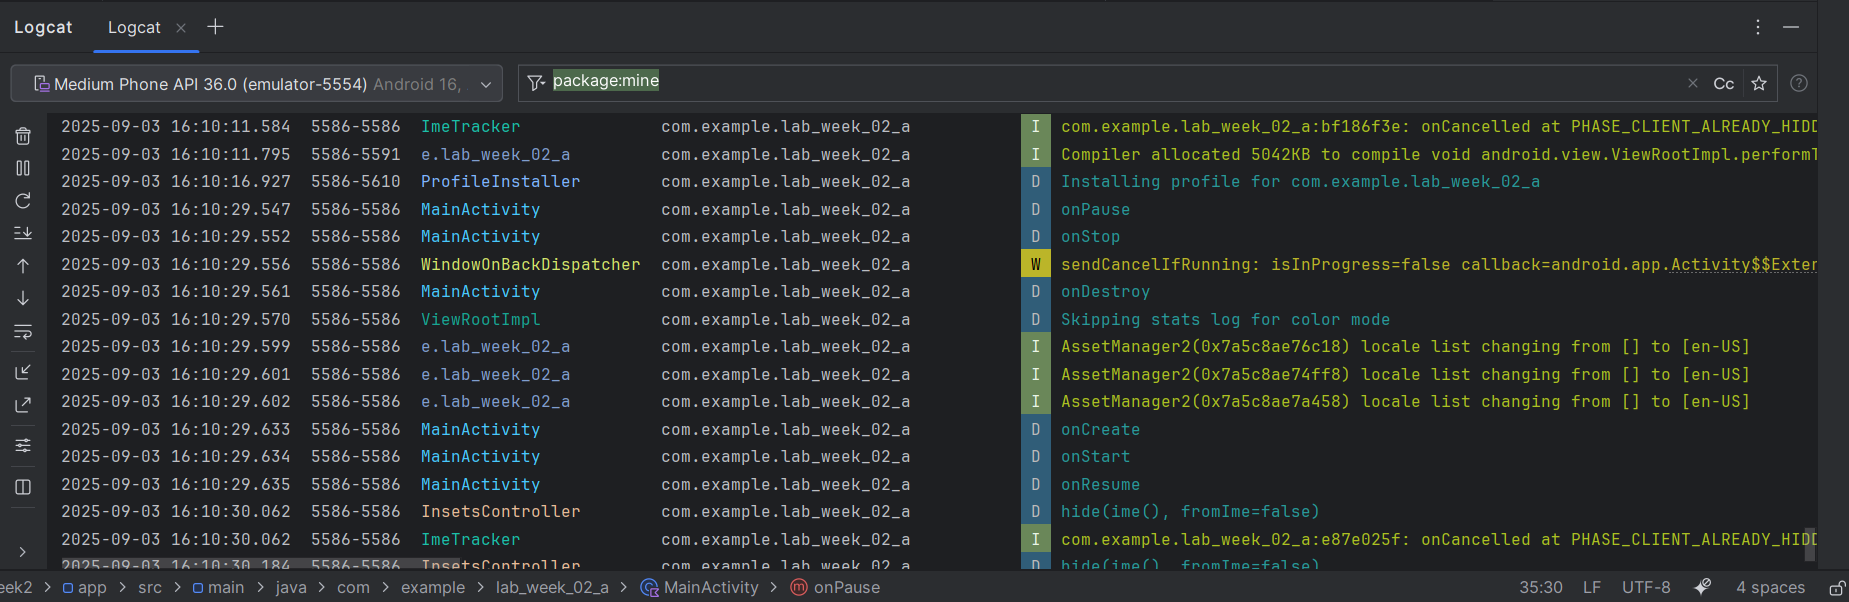 Logcat Logcat
Medium Phone API 36.0 (emulator-5554) Android 16, package:mine Cc
2025-09-03 16:10:11.584 5586-5586 ImeTracker com.example.lab_week_02_a I com.example.lab_week_02_a:bf186f3e: onCancelled at PHASE_CLIENT_ALREADY_HIDD
2025-09-03 16:10:11.795 5586-5591 e.lab_week_02_a com.example.lab_week_02_a I Compiler allocated 5042KB to compile void android.view.ViewRootImpl.performT
2025-09-03 16:10:16.927 5586-5610 ProfileInstaller com.example.lab_week_02_a D Installing profile for com.example.lab_week_02_a
2025-09-03 16:10:29.547 5586-5586 MainActivity com.example.lab_week_02_a D onPause
2025-09-03 16:10:29.552 5586-5586 MainActivity com.example.lab_week_02_a D onStop
2025-09-03 16:10:29.556 5586-5586 WindowOnBackDispatcher com.example.lab_week_02_a W sendCancelIfRunning: isInProgress=false callback=android.app.Activity$$Exter
2025-09-03 16:10:29.561 5586-5586 MainActivity com.example.lab_week_02_a D onDestroy
2025-09-03 16:10:29.570 5586-5586 ViewRootImpl com.example.lab_week_02_a D Skipping stats log for color mode
2025-09-03 16:10:29.599 5586-5586 e.lab_week_02_a com.example.lab_week_02_a I AssetManager2(0x7a5c8ae76c18) locale list changing from [] to [en-US]
2025-09-03 16:10:29.601 5586-5586 e.lab_week_02_a com.example.lab_week_02_a I AssetManager2(0x7a5c8ae74ff8) locale list changing from [] to [en-US]
2025-09-03 16:10:29.602 5586-5586 e.lab_week_02_a com.example.lab_week_02_a I AssetManager2(0x7a5c8ae7a458) locale list changing from [] to [en-US]
2025-09-03 16:10:29.633 5586-5586 MainActivity com.example.lab_week_02_a D onCreate
2025-09-03 16:10:29.634 5586-5586 MainActivity com.example.lab_week_02_a D onStart
2025-09-03 16:10:29.635 5586-5586 MainActivity com.example.lab_week_02_a D onResume
2025-09-03 16:10:30.062 5586-5586 InsetsController com.example.lab_week_02_a D hide(ime(), fromIme=false)
2025-09-03 16:10:30.062 5586-5586 ImeTracker com.example.lab_week_02_a I com.example.lab_week_02_a:e87e025f: onCancelled at PHASE_CLIENT_ALREADY_HIDD
2025-09-03 16:10:30.184 5586-5586 InsetsController com.example.lab_week_02_a D hide(ime(), fromIme=false)
eek2 > app > src > main > java > com > example > lab_week_02_a > MainActivity > onPause 35:30 LF UTF-8 4 spaces